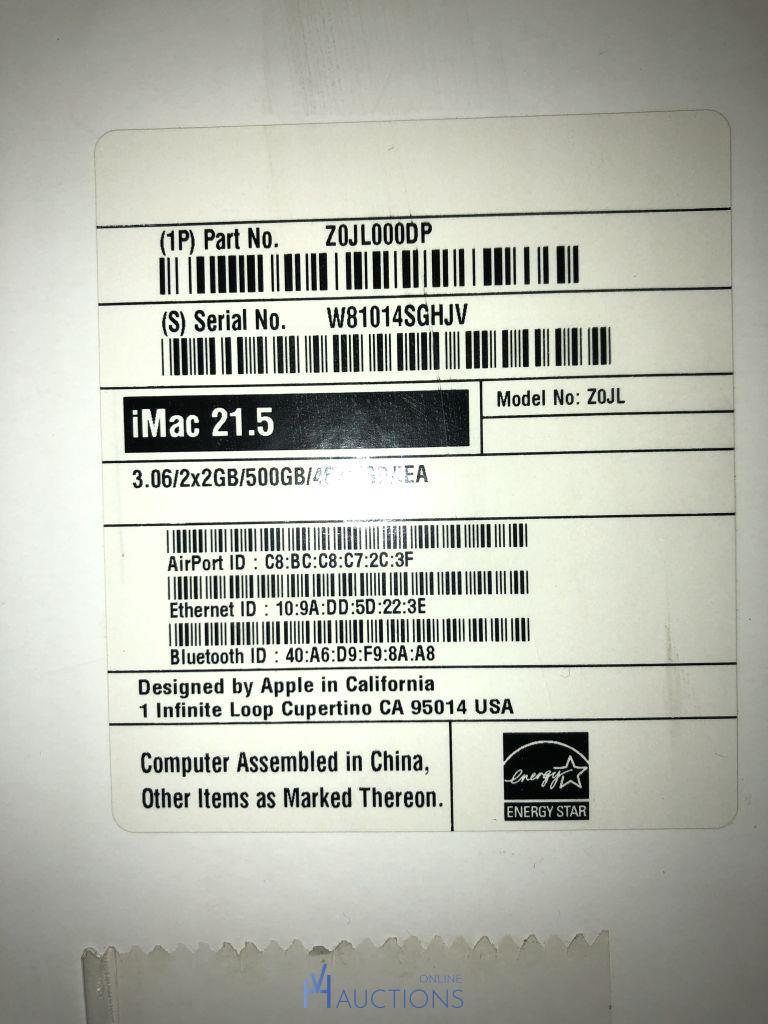 (1P) Part No. Z0JL000DP
(S) Serial No. W81014SGHJV
iMac 21.5
Model No: Z0JL
3.06/2x2GB/500GB/
AirPort ID : C8:BC:C8:C7:2C:3F
Ethernet ID : 10:9A:DD:5D:22:3E
Bluetooth ID : 40:A6:D9:F9:8A:A8
Designed by Apple in California
1 Infinite Loop Cupertino CA 95014 USA
Computer Assembled in China,
Other Items as Marked Thereon.
energy
ENERGY STAR
ONLINE
AUCTIONS